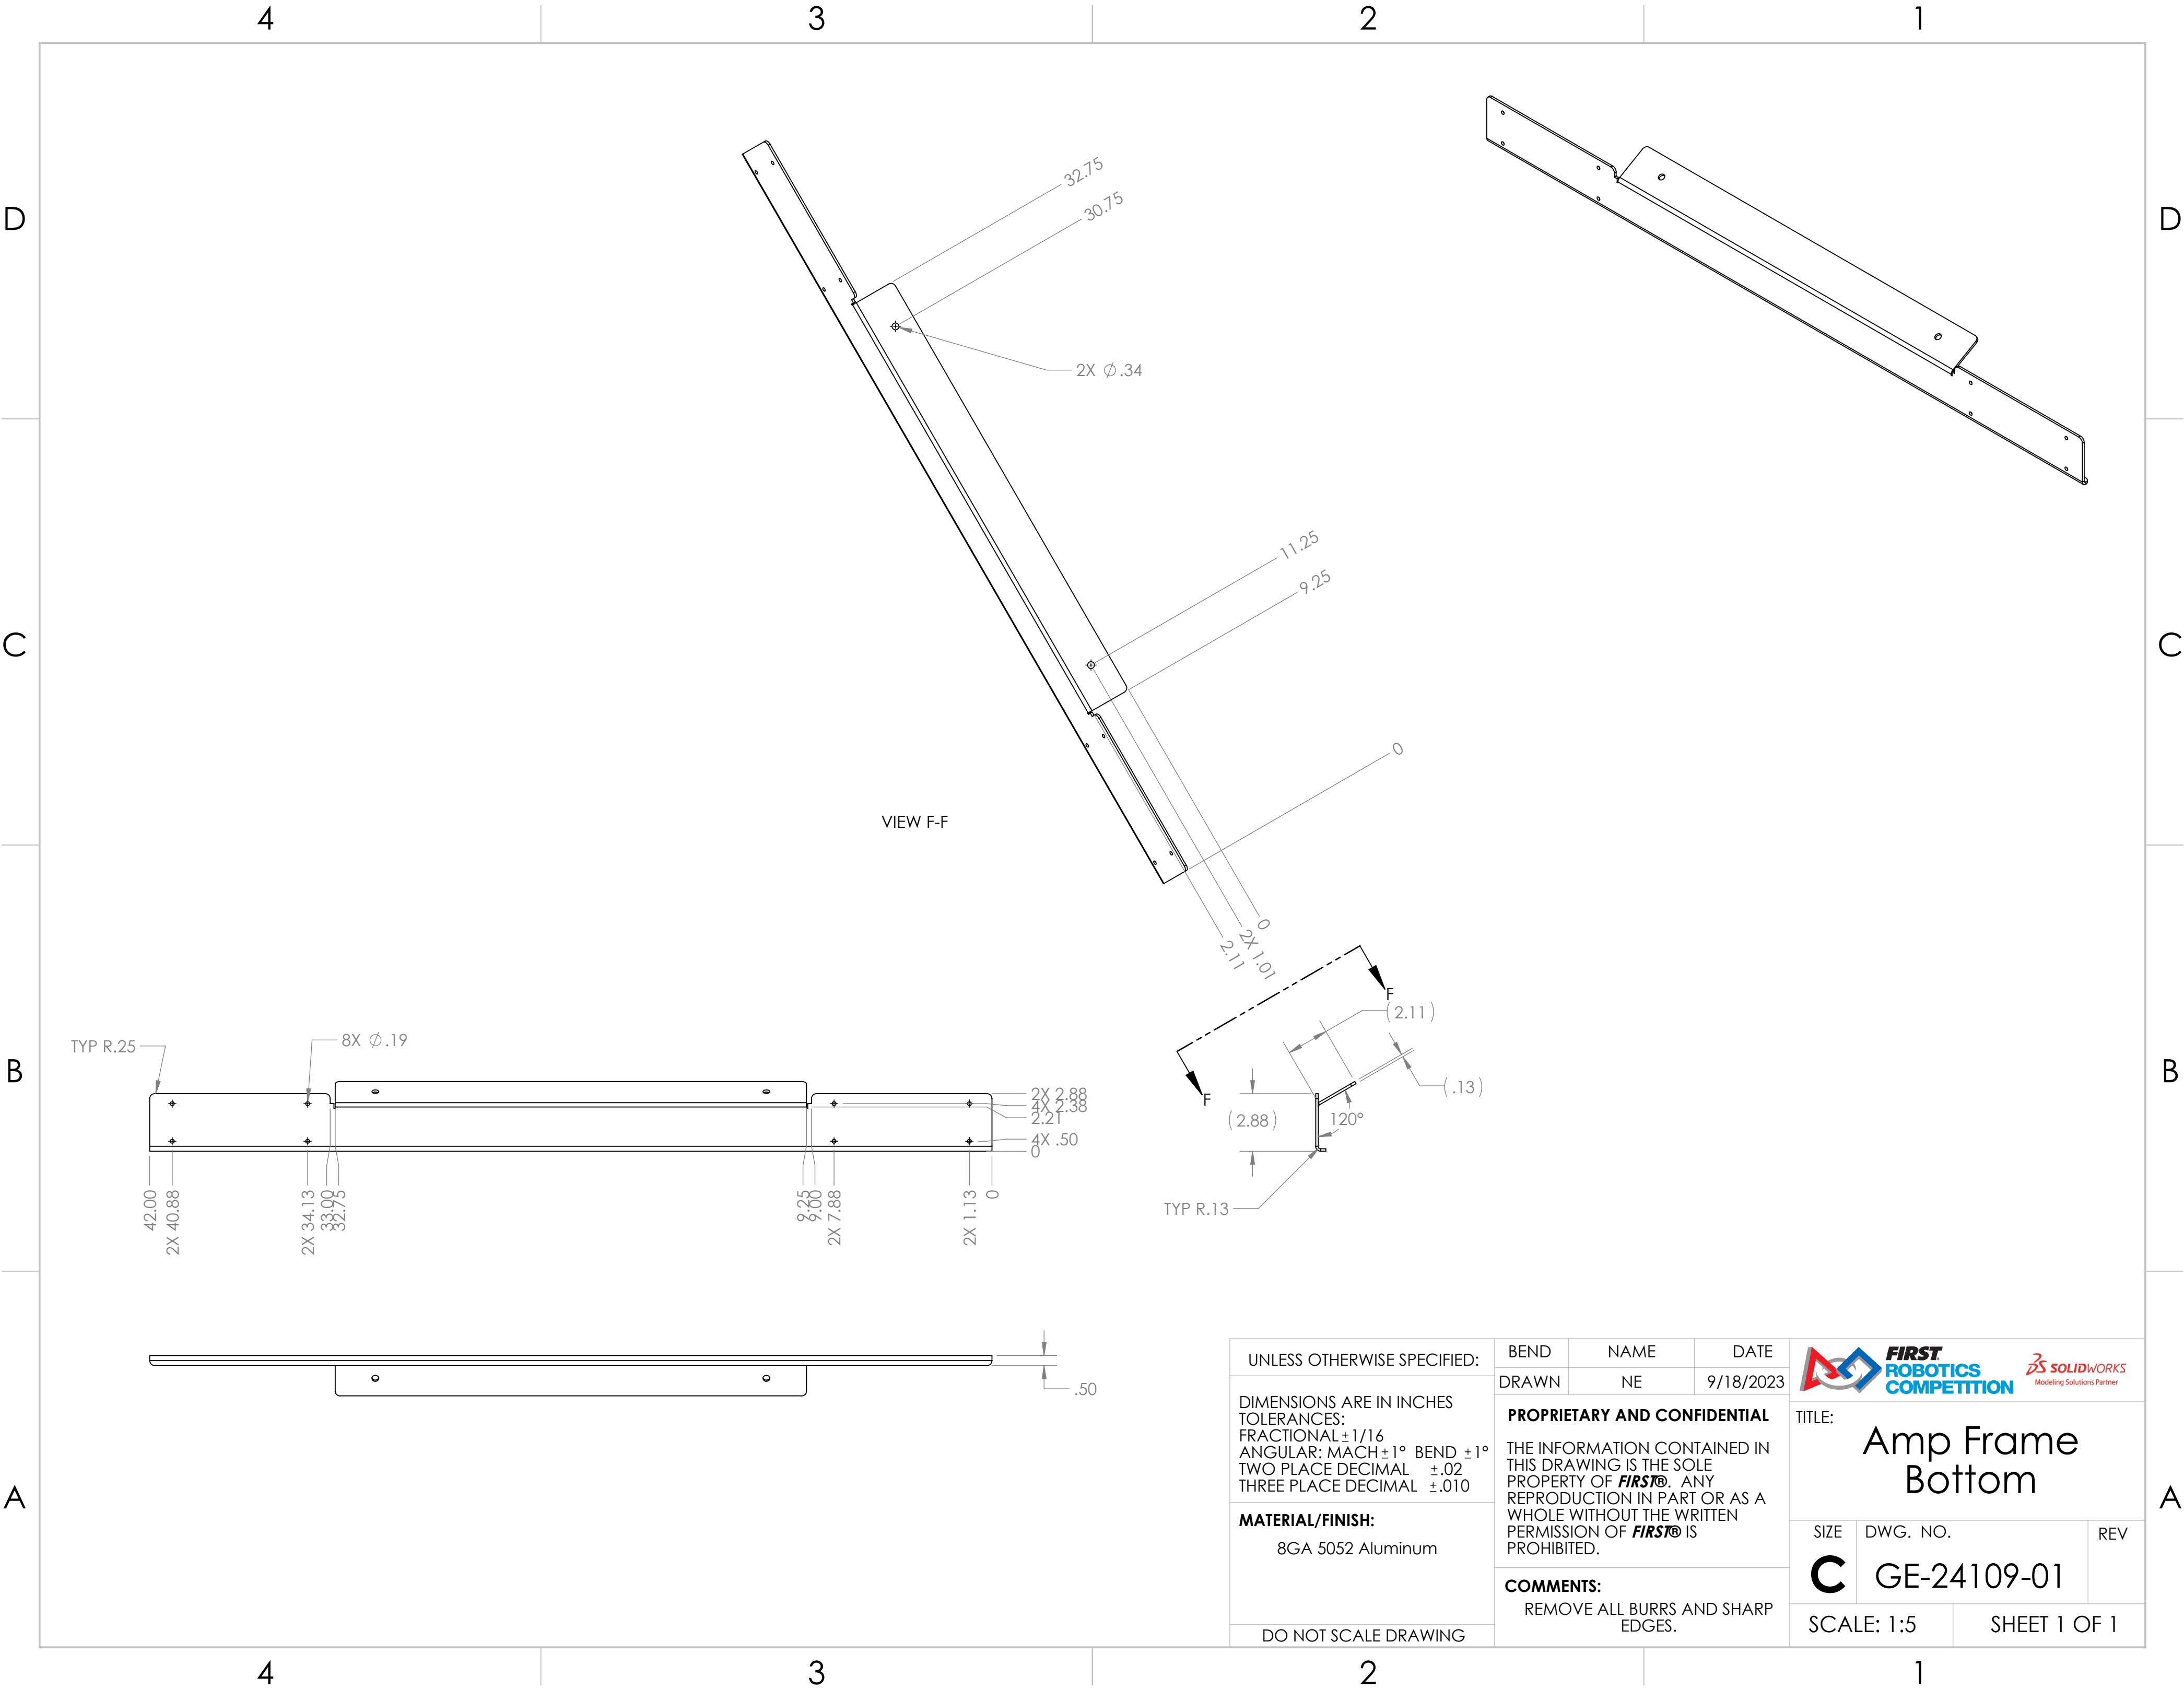 4
3
2
1
D
D
C
C
B
B
A
A
4
3
2
1
32.75
30.75
2X Ø.34
11.25
9.25
0
0
2X 1.01
2.11
VIEW F-F
F
F
(2.11)
(.13)
(2.88)
120°
TYP R.13
TYP R.25
8X Ø.19
2X 2.88
4X 2.38
2.21
4X .50
0
42.00
2X 40.88
2X 34.13
33.00
32.75
9.25
9.00
2X 7.88
2X 1.13
0
.50
UNLESS OTHERWISE SPECIFIED:
DIMENSIONS ARE IN INCHES
TOLERANCES:
FRACTIONAL±1/16
ANGULAR: MACH±1° BEND ±1°
TWO PLACE DECIMAL ±.02
THREE PLACE DECIMAL ±.010
MATERIAL/FINISH:
8GA 5052 Aluminum
DO NOT SCALE DRAWING
BEND NAME DATE
DRAWN NE 9/18/2023
PROPRIETARY AND CONFIDENTIAL
THE INFORMATION CONTAINED IN
THIS DRAWING IS THE SOLE
PROPERTY OF FIRST®. ANY
REPRODUCTION IN PART OR AS A
WHOLE WITHOUT THE WRITTEN
PERMISSION OF FIRST® IS
PROHIBITED.
COMMENTS:
REMOVE ALL BURRS AND SHARP
EDGES.
FIRST
ROBOTICS
COMPETITION
SOLIDWORKS
Modeling Solutions Partner
TITLE:
Amp Frame
Bottom
SIZE DWG. NO. REV
C GE-24109-01
SCALE: 1:5 SHEET 1 OF 1